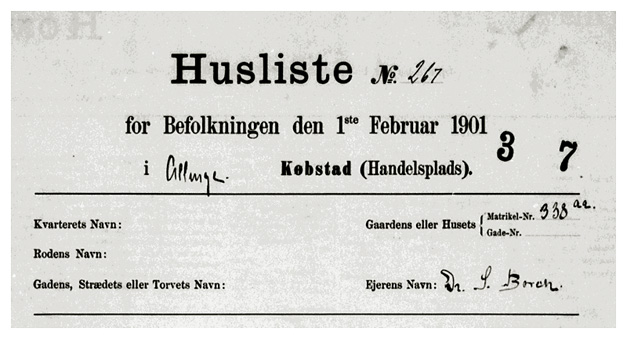 Husliste № 267
for Befolkningen den 1ste Februar 1901
3 7
i Allinge. Købstad (Handelsplads).
Kvarterets Navn:
Gaardens eller Husets { Matrikel-Nr. 338 aa.
Gade-Nr.
Rodens Navn:
Gadens, Strædets eller Torvets Navn:
Ejerens Navn: Dr. S. Borch.